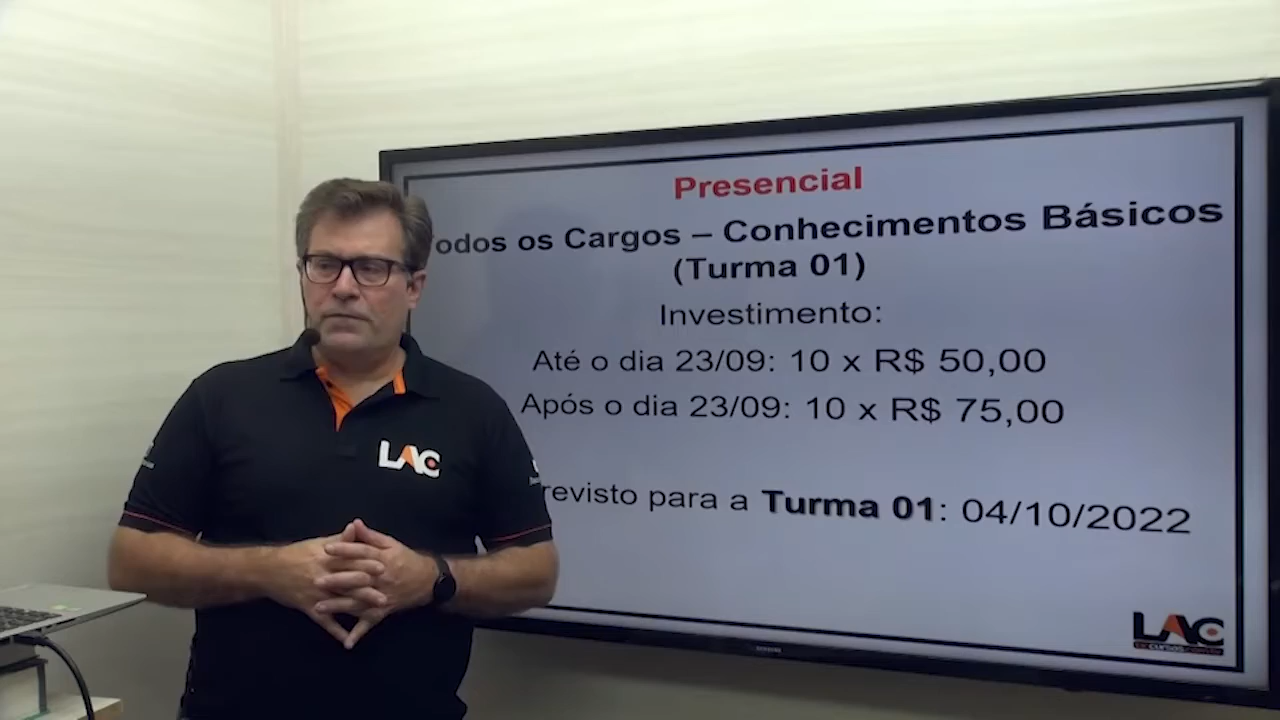 Presencial
odos os Cargos – Conhecimentos Básicos
(Turma 01)
Investimento:
Até o dia 23/09: 10 x R$ 50,00
Após o dia 23/09: 10 x R$ 75,00
revisto para a Turma 01: 04/10/2022
LAC
LAC
SAMSUNG